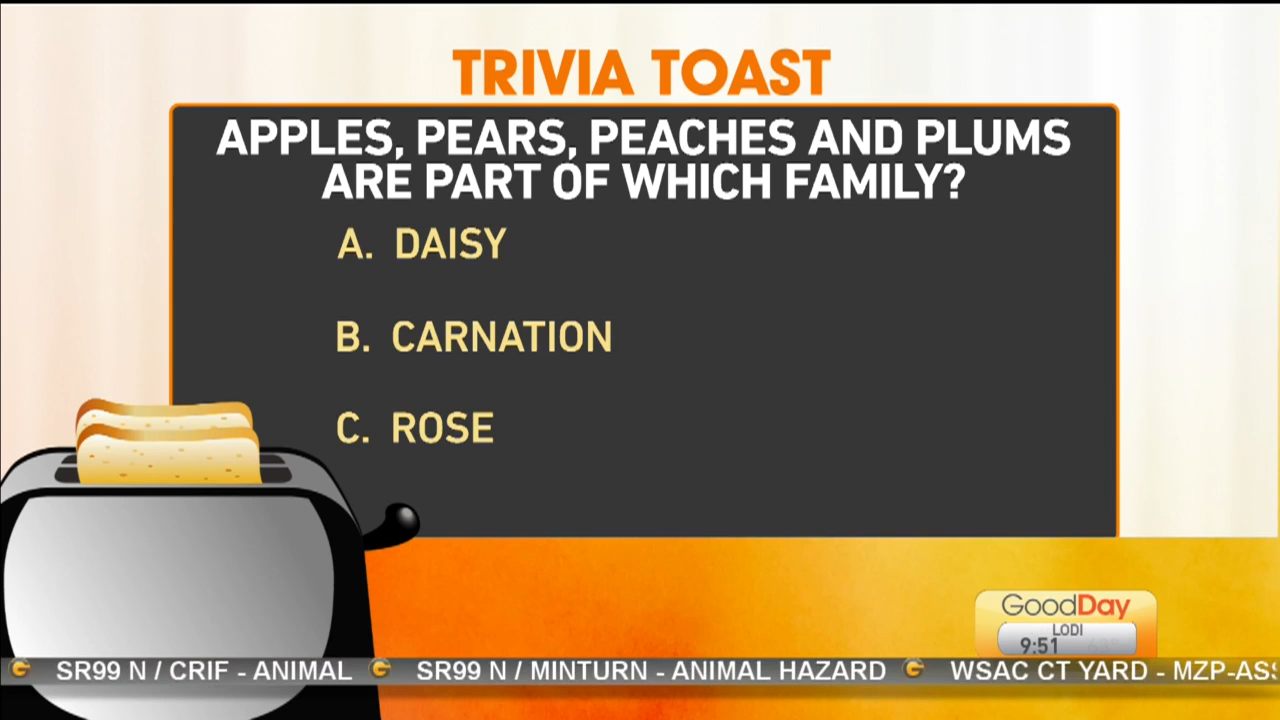 TRIVIA TOAST
APPLES, PEARS, PEACHES AND PLUMS
ARE PART OF WHICH FAMILY?
A. DAISY
B. CARNATION
C. ROSE
GoodDay
LODI
9:51
SR99 N / CRIF - ANIMAL SR99 N / MINTURN - ANIMAL HAZARD WSAC CT YARD - MZP-ASS